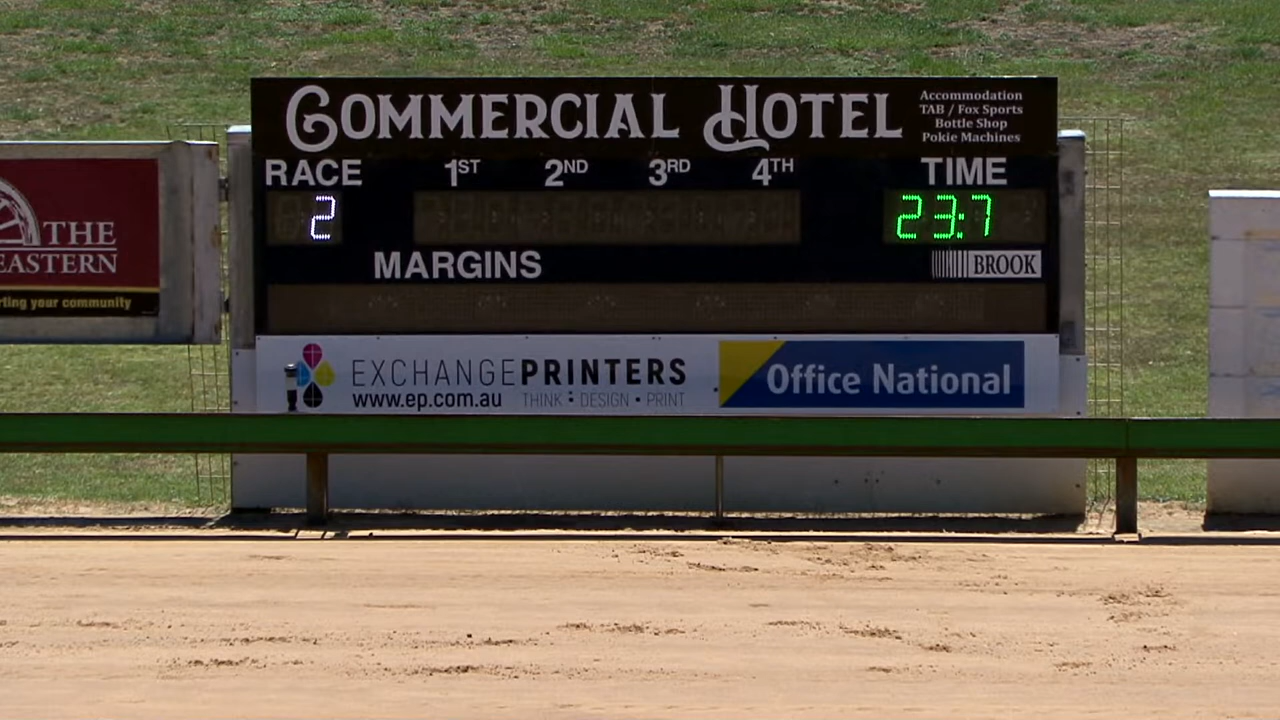 COMMERCIAL HOTEL
Accommodation
TAB / Fox Sports
Bottle Shop
Pokie Machines
RACE 1ST 2ND 3RD 4TH TIME
2 23:7
MARGINS
BROOK
THE
EASTERN
rting your community
EXCHANGEPRINTERS
www.ep.com.au THINK : DESIGN • PRINT
Office National